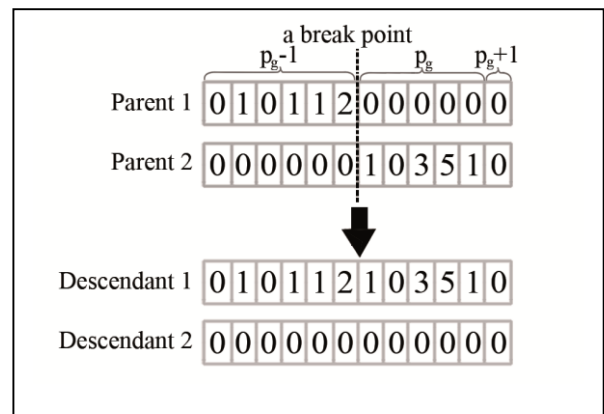 a break point
pg-1 pg pg+1
Parent 1 0 1 0 1 1 2 0 0 0 0 0 0
Parent 2 0 0 0 0 0 0 1 0 3 5 1 0
Descendant 1 0 1 0 1 1 2 1 0 3 5 1 0
Descendant 2 0 0 0 0 0 0 0 0 0 0 0 0